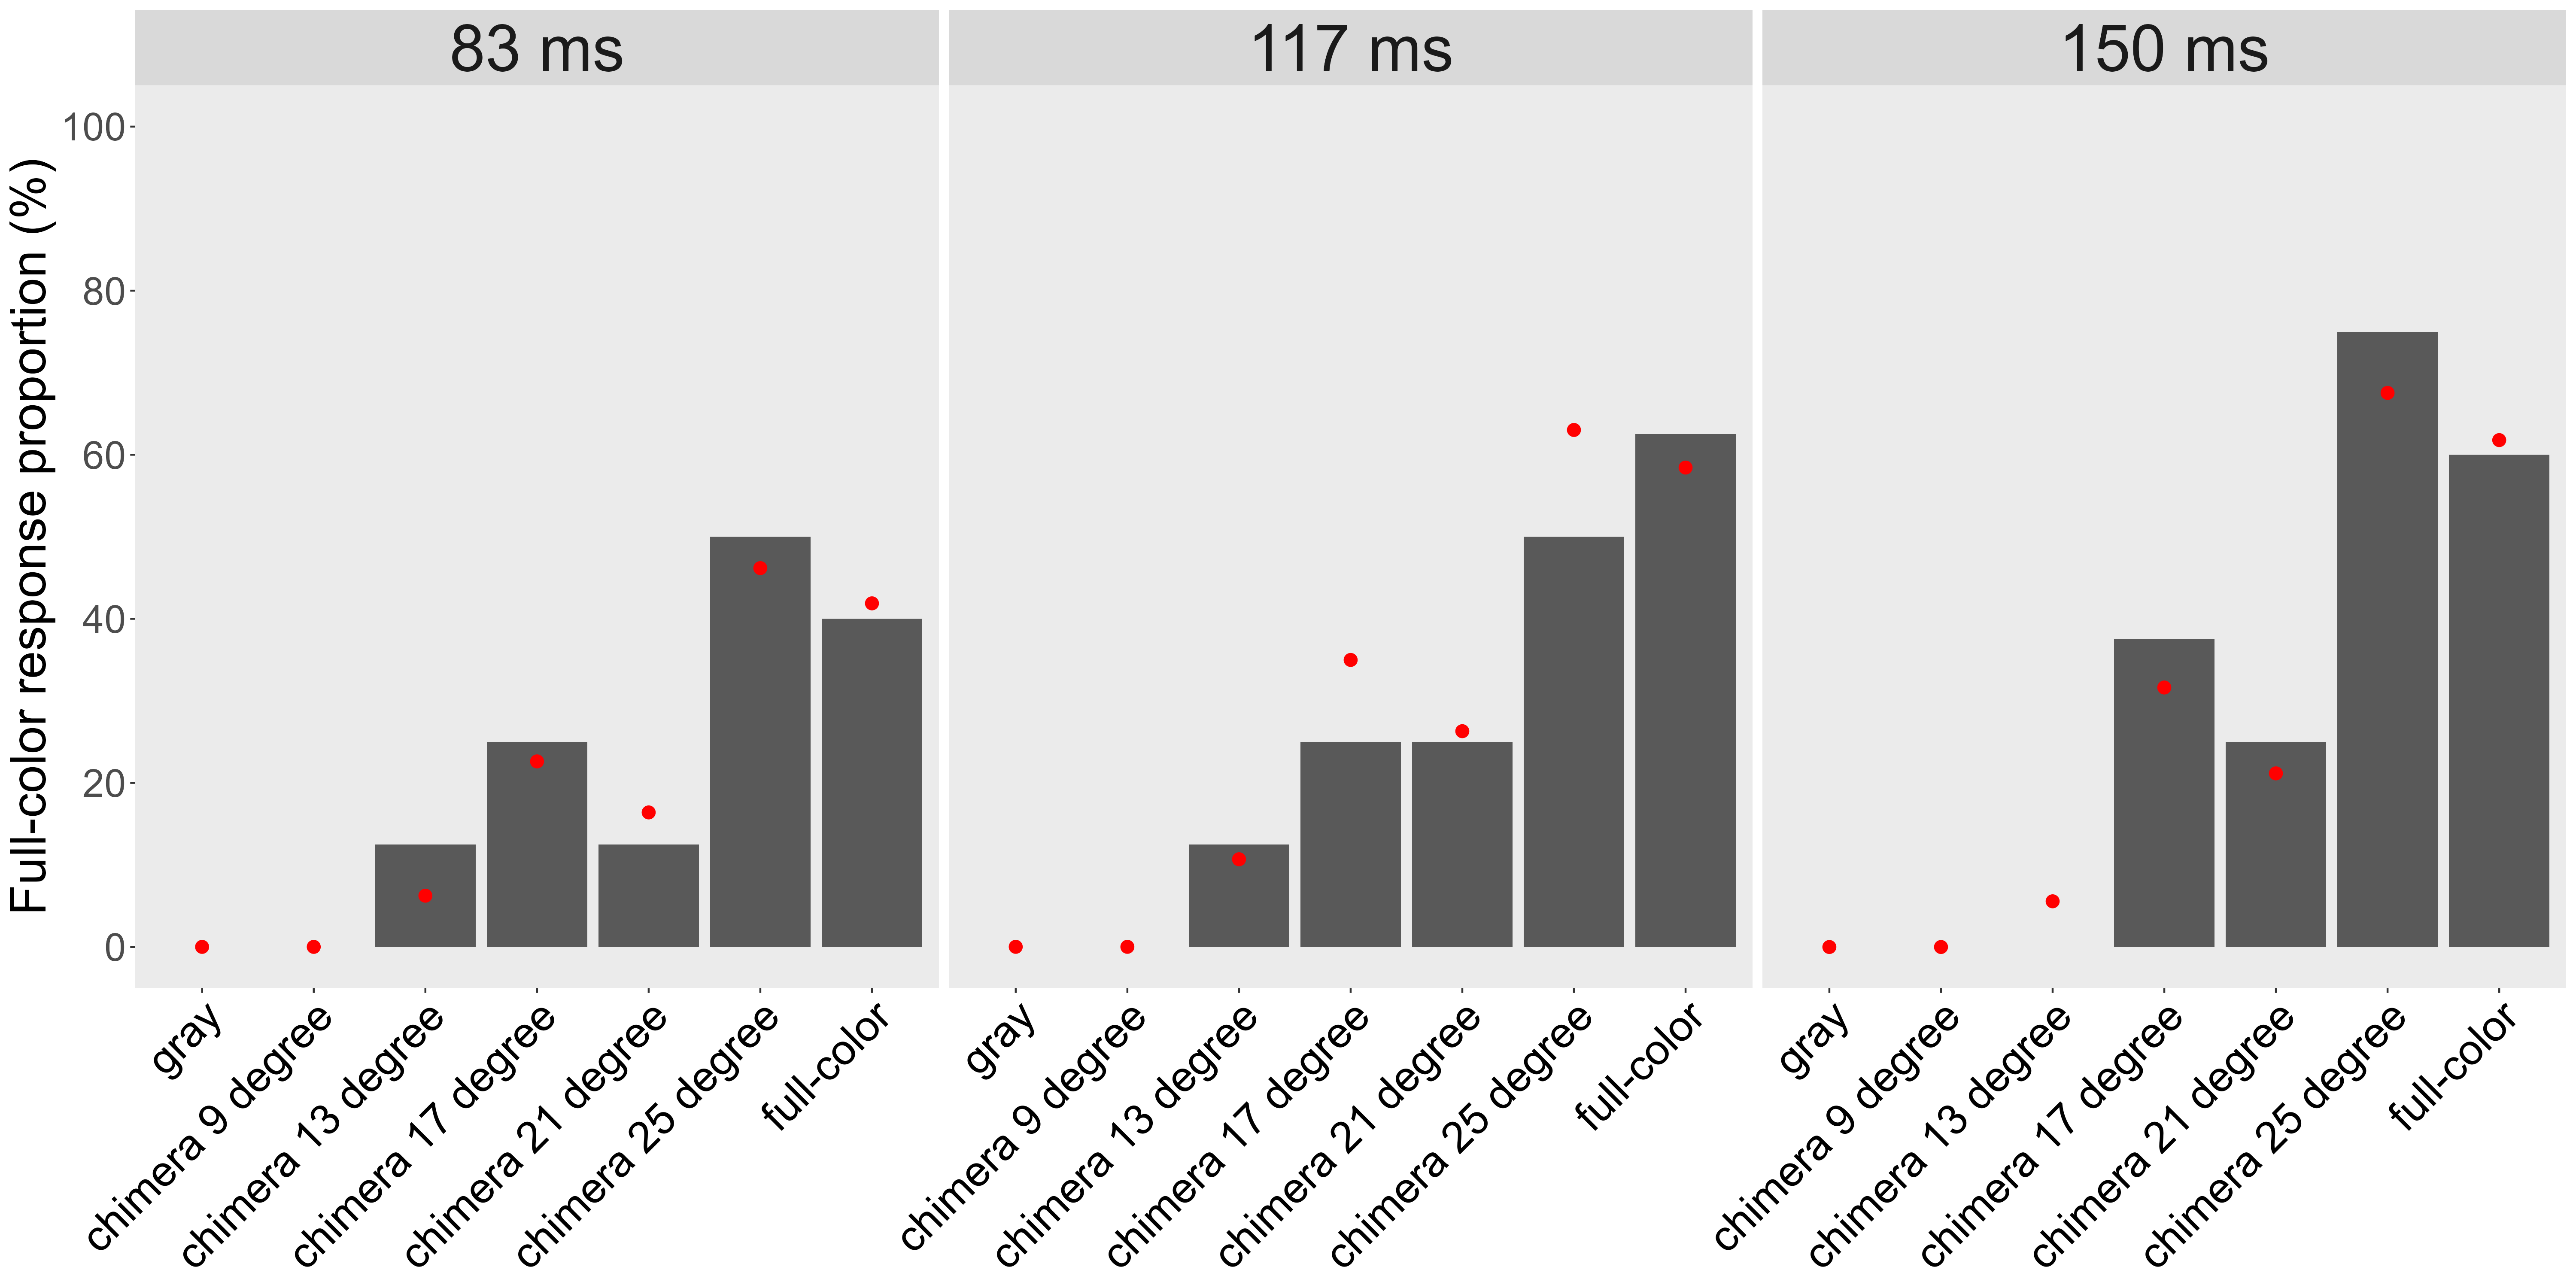 83 ms
117 ms
150 ms
Full-color response proportion (%)
100
80
60
40
20
0
gray
chimera 9 degree
chimera 13 degree
chimera 17 degree
chimera 21 degree
chimera 25 degree
full-color
gray
chimera 9 degree
chimera 13 degree
chimera 17 degree
chimera 21 degree
chimera 25 degree
full-color
gray
chimera 9 degree
chimera 13 degree
chimera 17 degree
chimera 21 degree
chimera 25 degree
full-color